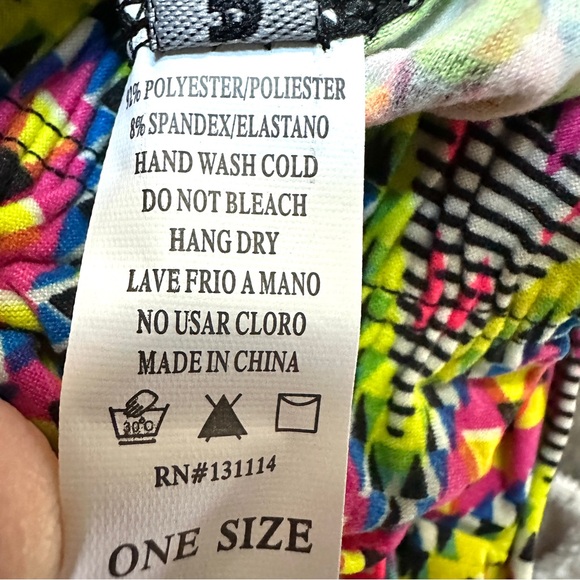 POLYESTER/POLIESTER
8% SPANDEX/ELASTANO
HAND WASH COLD
DO NOT BLEACH
HANG DRY
LAVE FRIO A MANO
NO USAR CLORO
MADE IN CHINA
30°
RN#131114
ONE SIZE